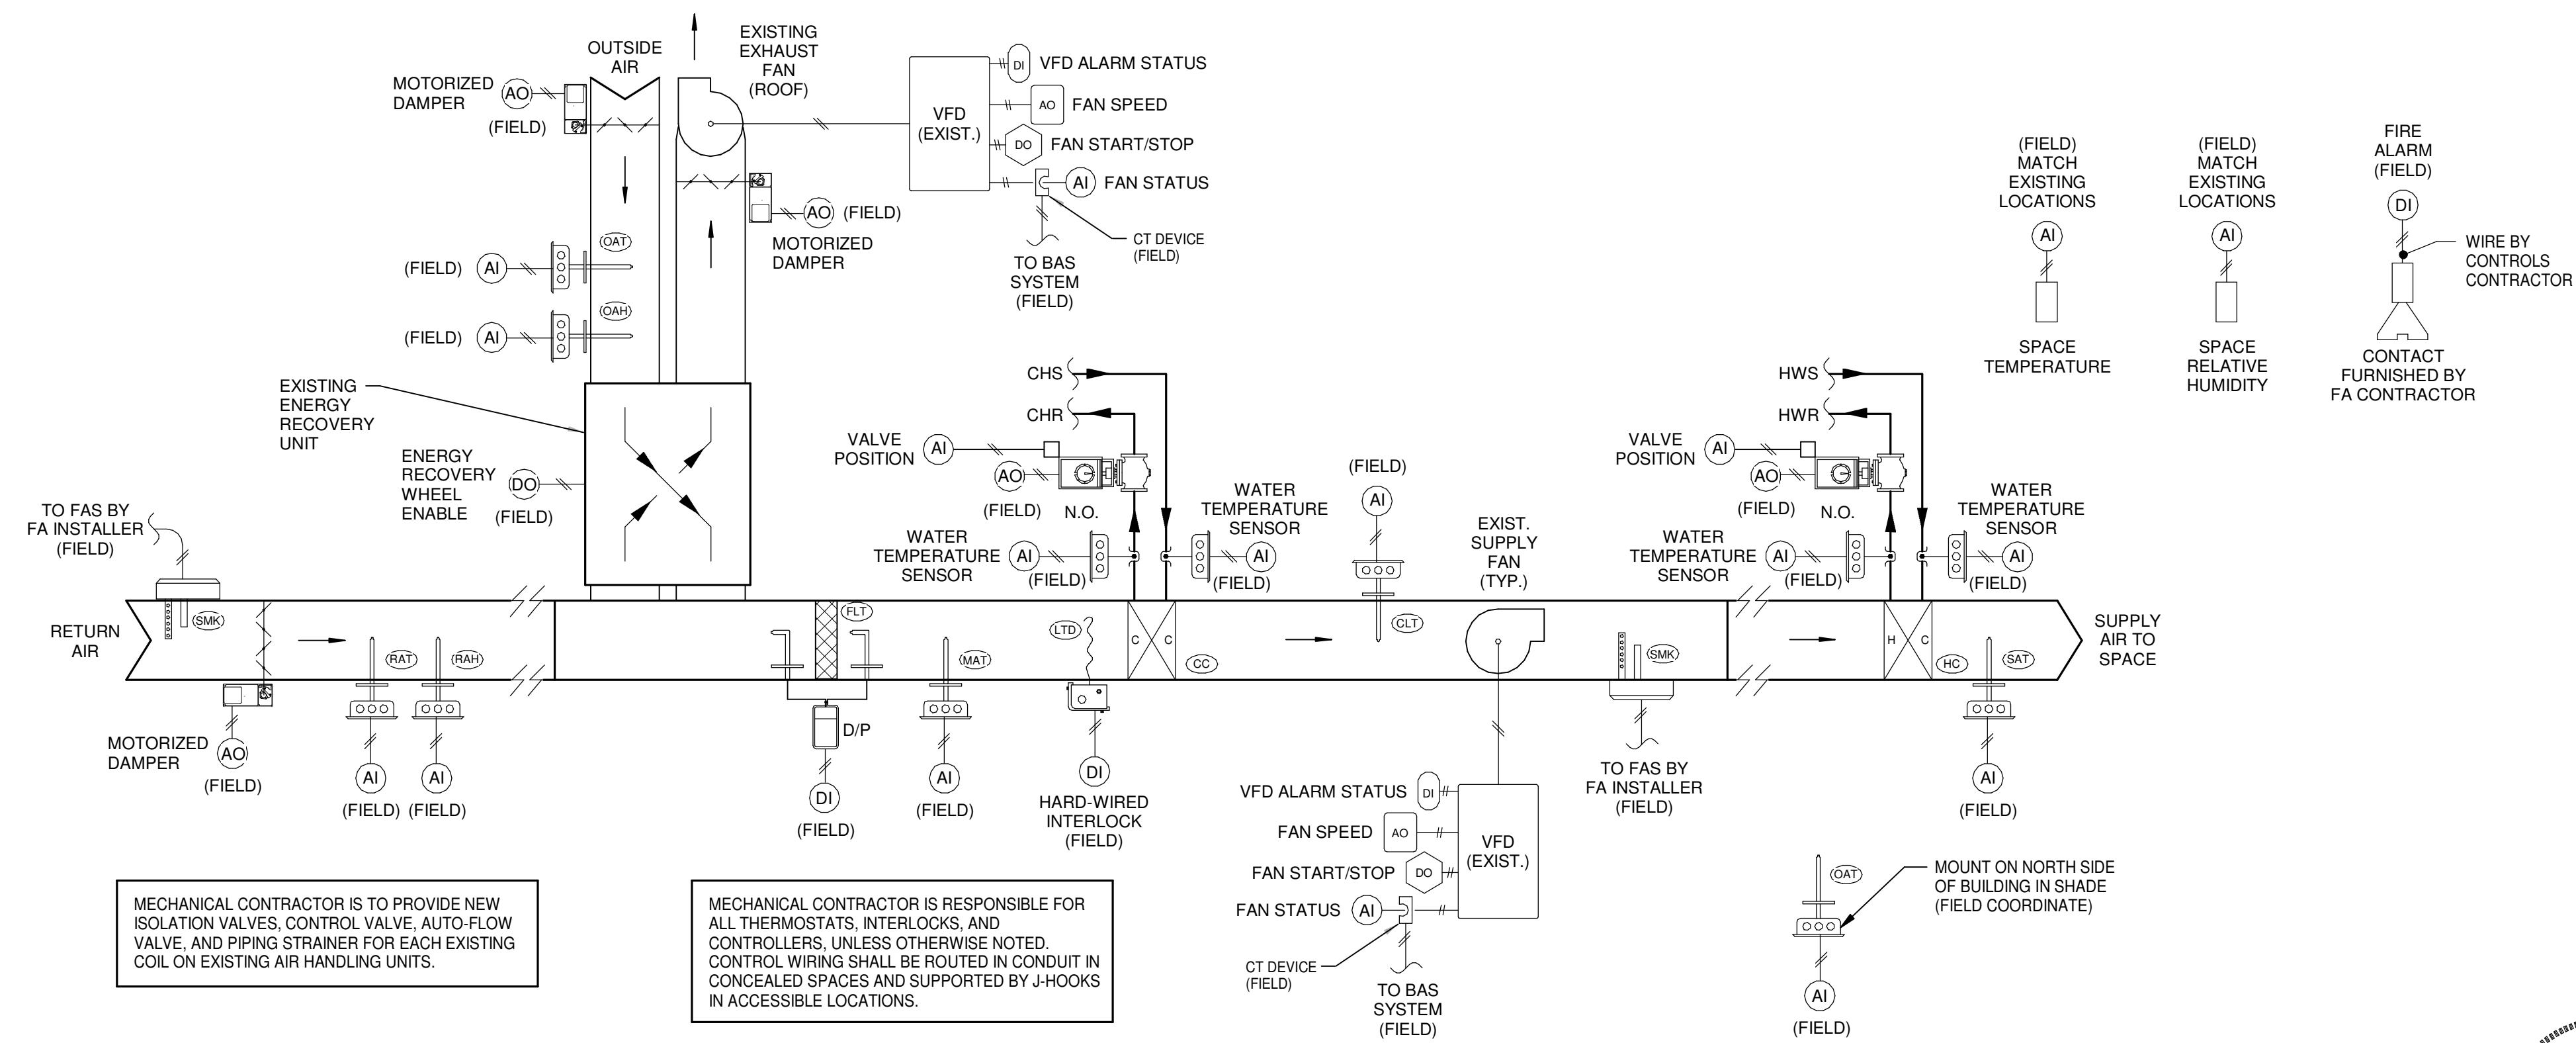 OUTSIDE
AIR
EXISTING
EXHAUST
FAN
(ROOF)
MOTORIZED
DAMPER
AO
(FIELD)
VFD
(EXIST.)
DI
VFD ALARM STATUS
AO
FAN SPEED
DO
FAN START/STOP
AI
FAN STATUS
AO
(FIELD)
MOTORIZED
DAMPER
CT DEVICE
(FIELD)
TO BAS
SYSTEM
(FIELD)
(FIELD)
AI
OAT
(FIELD)
AI
OAH
(FIELD)
MATCH
EXISTING
LOCATIONS
AI
SPACE
TEMPERATURE
(FIELD)
MATCH
EXISTING
LOCATIONS
AI
SPACE
RELATIVE
HUMIDITY
FIRE
ALARM
(FIELD)
DI
WIRE BY
CONTROLS
CONTRACTOR
CONTACT
FURNISHED BY
FA CONTRACTOR
EXISTING
ENERGY
RECOVERY
UNIT
ENERGY
RECOVERY
WHEEL
ENABLE
DO
(FIELD)
CHS
CHR
VALVE
POSITION
AI
AO
(FIELD)
N.O.
WATER
TEMPERATURE
SENSOR
AI
(FIELD)
WATER
TEMPERATURE
SENSOR
AI
(FIELD)
(FIELD)
AI
CLT
EXIST.
SUPPLY
FAN
(TYP.)
HWS
HWR
VALVE
POSITION
AI
AO
(FIELD)
N.O.
WATER
TEMPERATURE
SENSOR
AI
(FIELD)
WATER
TEMPERATURE
SENSOR
AI
(FIELD)
TO FAS BY
FA INSTALLER
(FIELD)
RETURN
AIR
SMK
RAT
RAH
FLT
MAT
LTD
C
C
CC
SMK
H
C
HC
SAT
SUPPLY
AIR TO
SPACE
MOTORIZED
DAMPER
AO
(FIELD)
AI
(FIELD)
AI
(FIELD)
D/P
DI
(FIELD)
AI
(FIELD)
DI
HARD-WIRED
INTERLOCK
(FIELD)
TO FAS BY
FA INSTALLER
(FIELD)
AI
(FIELD)
VFD ALARM STATUS
DI
FAN SPEED
AO
FAN START/STOP
DO
FAN STATUS
AI
VFD
(EXIST.)
CT DEVICE
(FIELD)
TO BAS
SYSTEM
(FIELD)
OAT
MOUNT ON NORTH SIDE
OF BUILDING IN SHADE
(FIELD COORDINATE)
AI
(FIELD)
MECHANICAL CONTRACTOR IS TO PROVIDE NEW
ISOLATION VALVES, CONTROL VALVE, AUTO-FLOW
VALVE, AND PIPING STRAINER FOR EACH EXISTING
COIL ON EXISTING AIR HANDLING UNITS.
MECHANICAL CONTRACTOR IS RESPONSIBLE FOR
ALL THERMOSTATS, INTERLOCKS, AND
CONTROLLERS, UNLESS OTHERWISE NOTED.
CONTROL WIRING SHALL BE ROUTED IN CONDUIT IN
CONCEALED SPACES AND SUPPORTED BY J-HOOKS
IN ACCESSIBLE LOCATIONS.